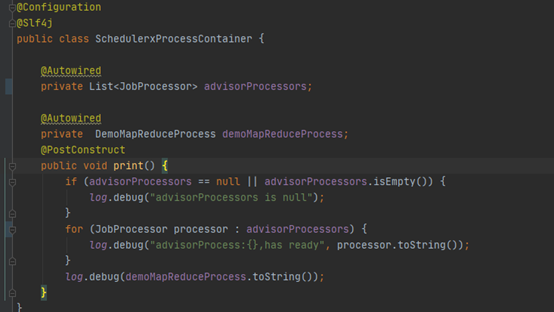 @Configuration
@Slf4j
public class SchedulerxProcessContainer {
@Autowired
private List<JobProcessor> advisorProcessors;
@Autowired
private  DemoMapReduceProcess demoMapReduceProcess;
@PostConstruct
public void print() {
if (advisorProcessors == null || advisorProcessors.isEmpty()) {
log.debug("advisorProcessors is null");
}
for (JobProcessor processor : advisorProcessors) {
log.debug("advisorProcess:{},has ready", processor.toString());
}
log.debug(demoMapReduceProcess.toString());
}
}